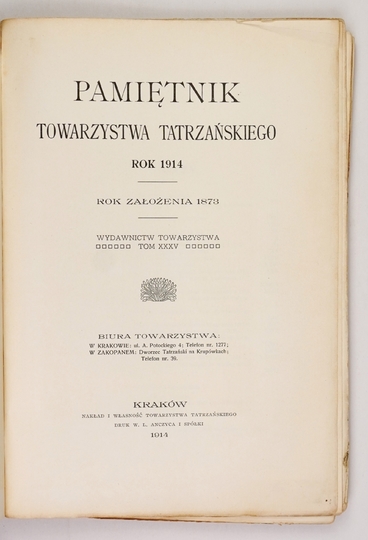 PAMIĘTNIK
TOWARZYSTWA TATRZAŃSKIEGO
ROK 1914
ROK ZAŁOŻENIA 1873
WYDAWNICTW TOWARZYSTWA
TOM XXXV
BIURA TOWARZYSTWA:
W KRAKOWIE: ul. A. Potockiego 4; Telefon nr. 1277;
W ZAKOPANEM: Dworzec Tatrzański na Krupówkach;
Telefon nr. 36.
KRAKÓW
NAKŁAD I WŁASNOŚĆ TOWARZYSTWA TATRZAŃSKIEGO
DRUK W. L. ANCZYCA I SPÓŁKI
1914